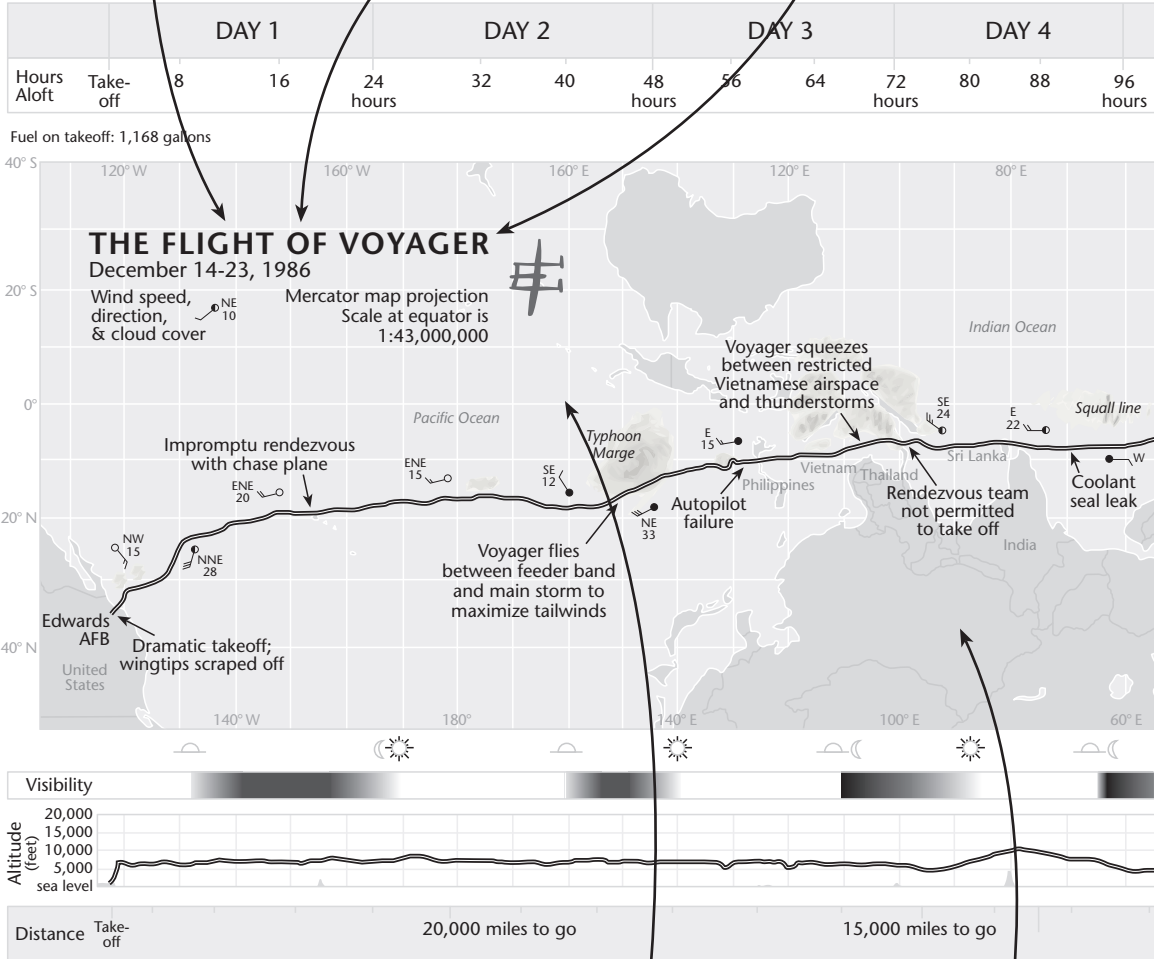 DAY 1 DAY 2 DAY 3 DAY 4
Hours Aloft
Take-off 8 16 24 hours 32 40 48 hours 56 64 72 hours 80 88 96 hours
Fuel on takeoff: 1,168 gallons
40° S 120° W 160° W 160° E 120° E 80° E
THE FLIGHT OF VOYAGER
December 14-23, 1986
Wind speed,
direction,
& cloud cover
NE
10
Mercator map projection
Scale at equator is
1:43,000,000
20° S
Indian Ocean
Voyager squeezes
between restricted
Vietnamese airspace
and thunderstorms
0°
Pacific Ocean
Typhoon
Marge
SE
24
E
22
Squall line
E
15
W
Impromptu rendezvous
with chase plane
ENE
20
ENE
15
SE
12
NE
33
Autopilot
failure
Philippines
Vietnam
Thailand
Sri Lanka
Rendezvous team
not permitted
to take off
Coolant
seal leak
India
20° N
NW
15
NNE
28
Voyager flies
between feeder band
and main storm to
maximize tailwinds
Edwards
AFB
Dramatic takeoff;
wingtips scraped off
40° N
United
States
140° W 180° 140° E 100° E 60° E
Visibility
Altitude
(feet)
20,000
15,000
10,000
5,000
sea level
Distance
Take-
off
20,000 miles to go 15,000 miles to go